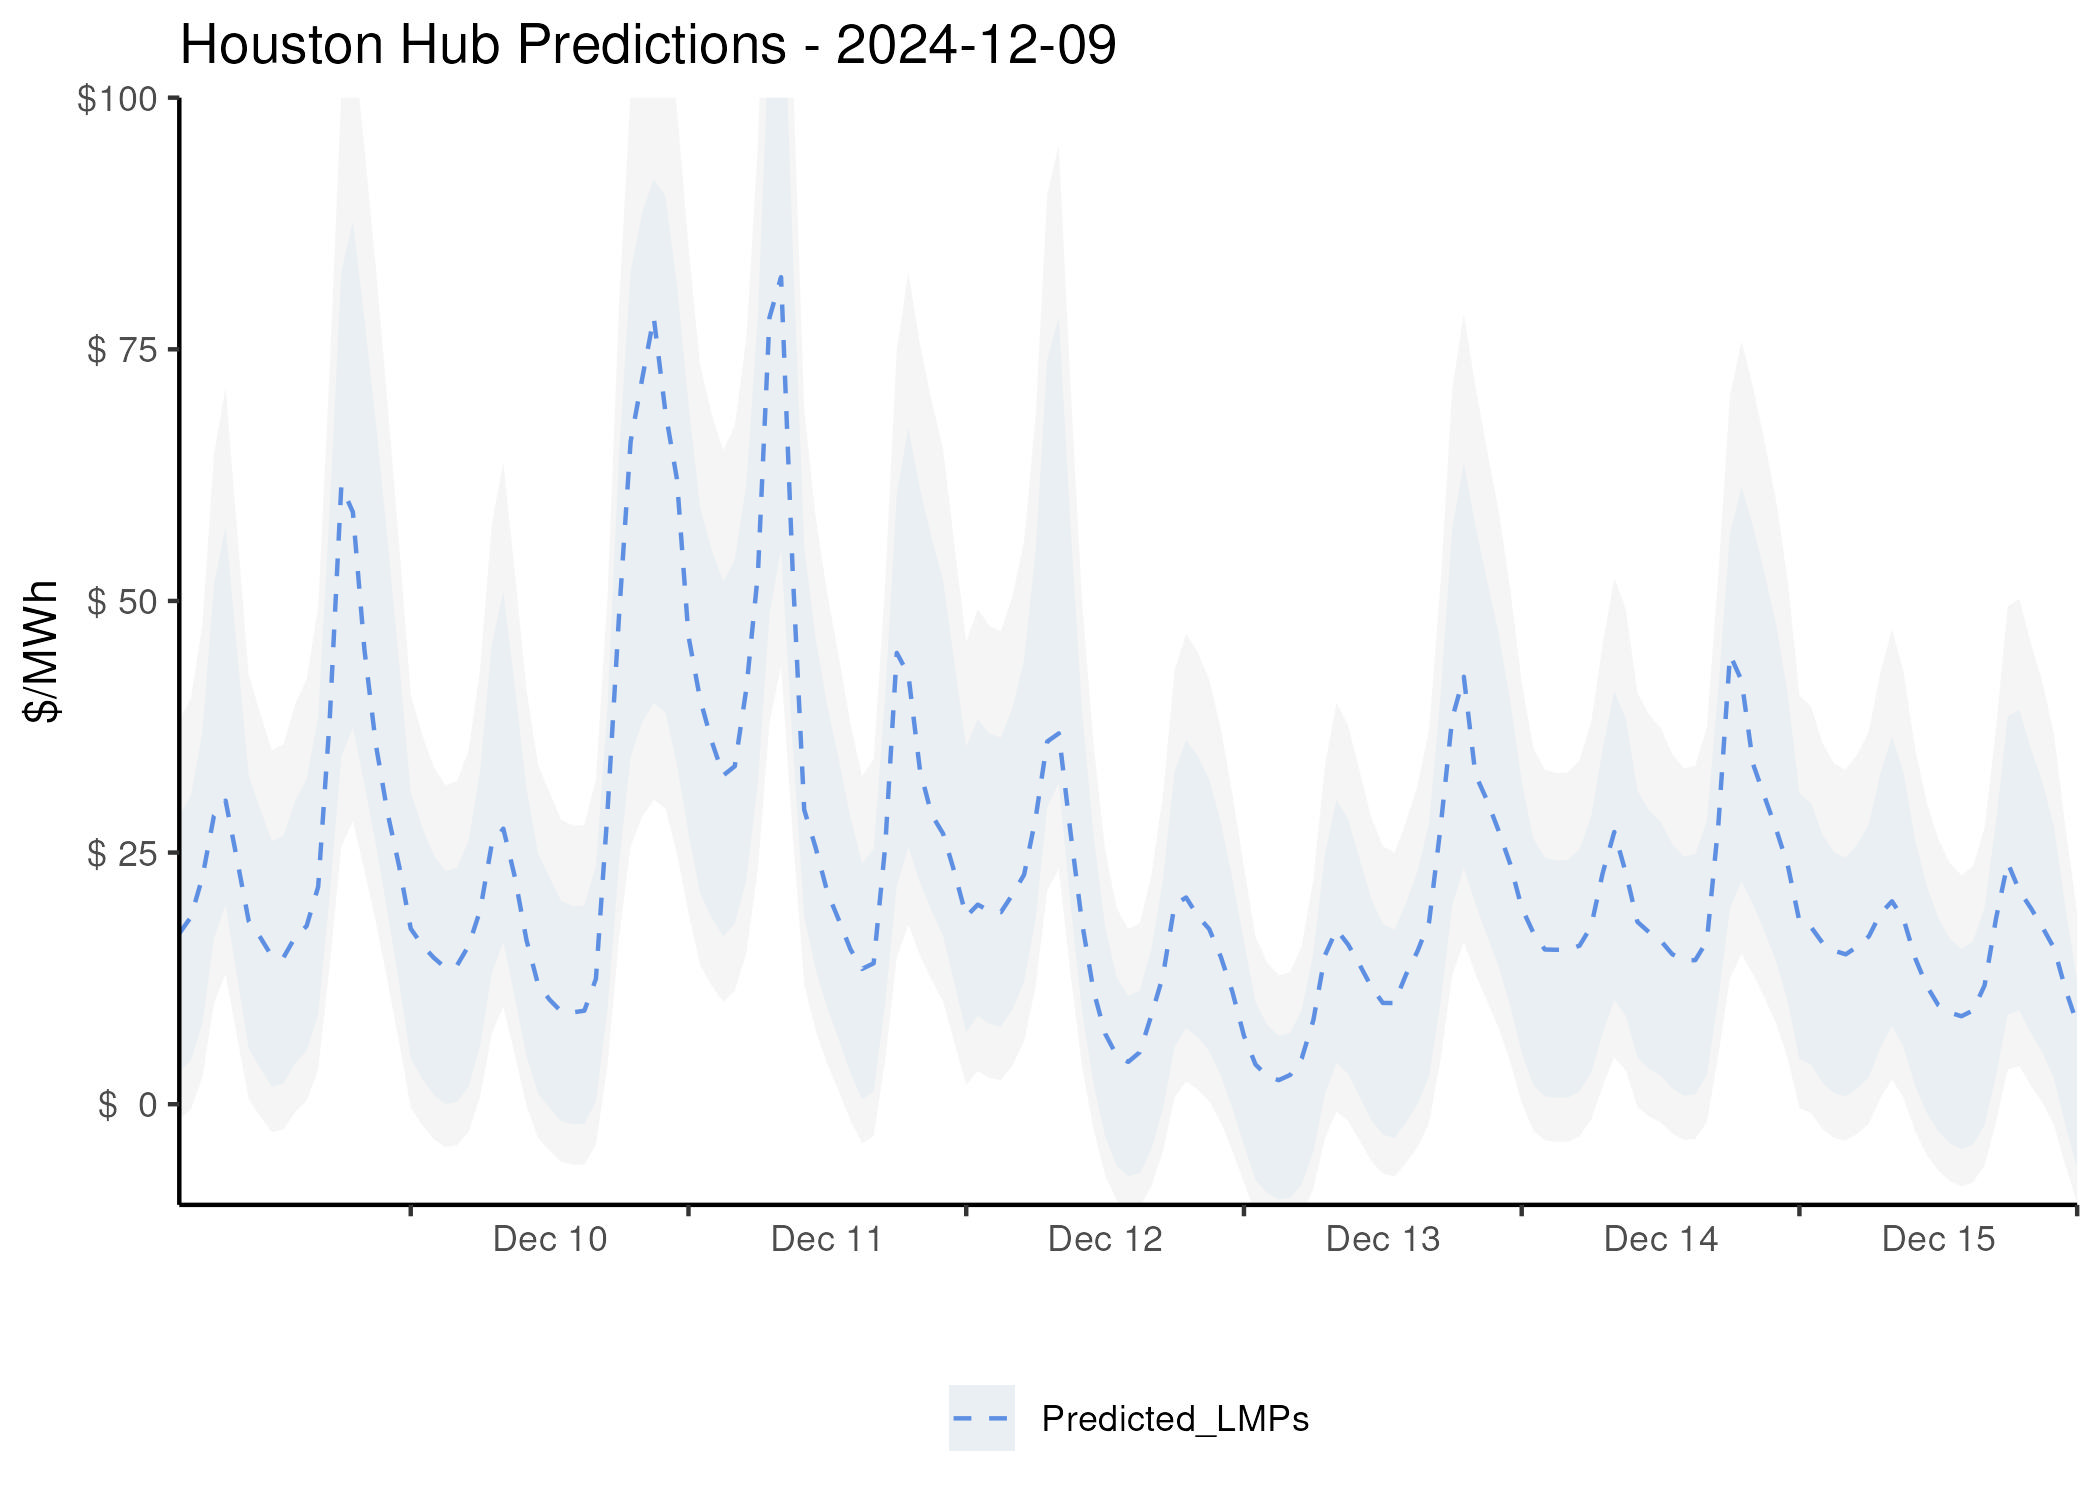 Houston Hub Predictions - 2024-12-09
$100
$ 75
$ 50
$ 25
$  0
$/MWh
Dec 10
Dec 11
Dec 12
Dec 13
Dec 14
Dec 15
Predicted_LMPs